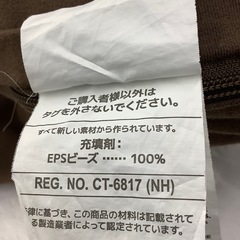 ご購入者様以外は
タグを外さないでください。
すべて新しい素材から作られています。
充填剤：
EPSビーズ …… 100%
REG. NO. CT-6817 (NH)
律に基づき、この商品の材料は記載され
る製造業者によって認定されています。